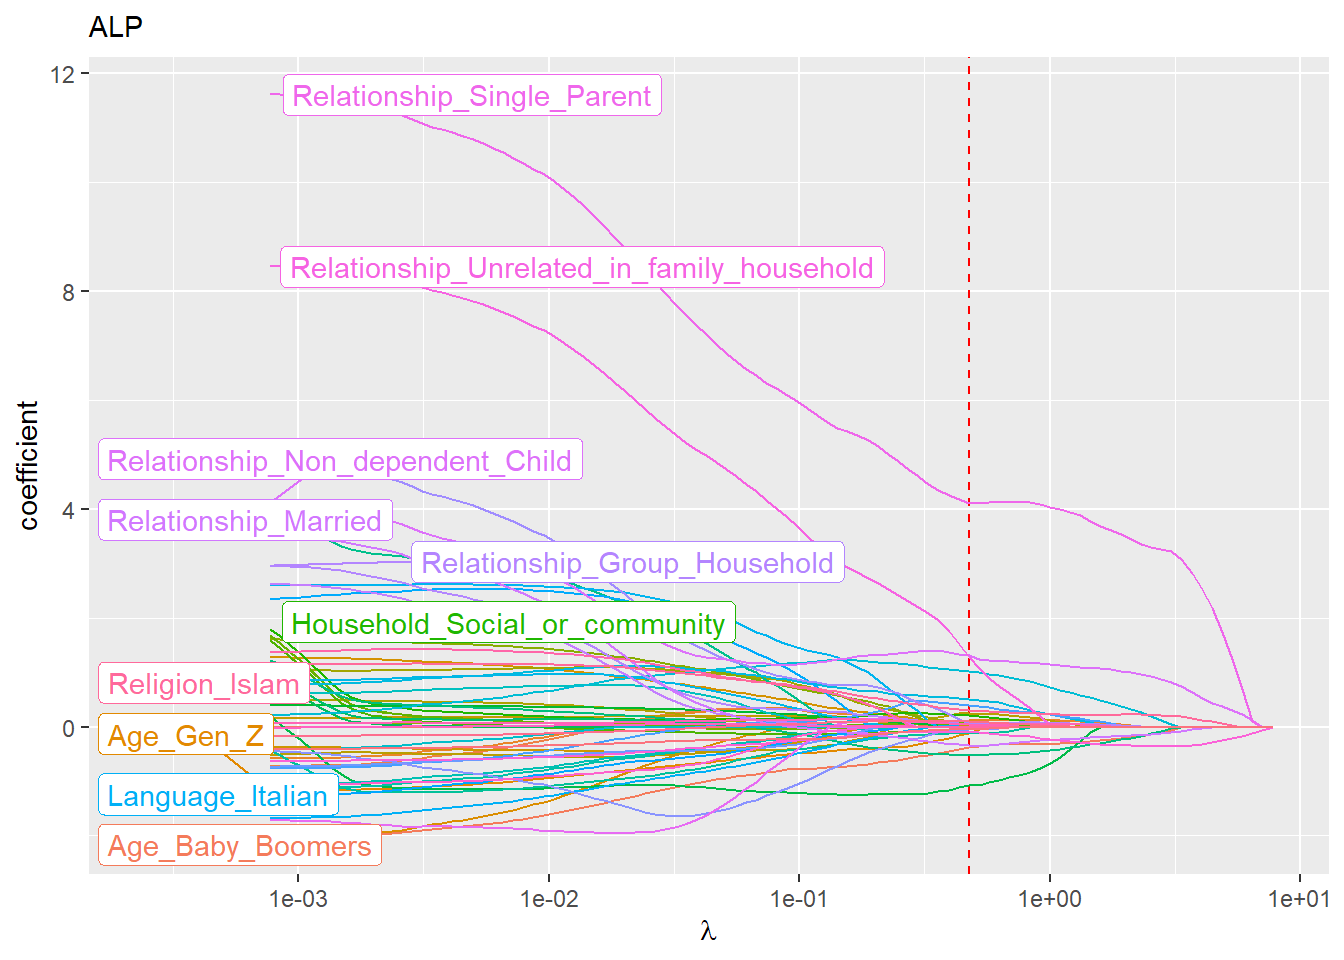 ALP
12
8
4
0
coefficient
Relationship_Single_Parent
Relationship_Unrelated_in_family_household
Relationship_Non_dependent_Child
Relationship_Married
Relationship_Group_Household
Household_Social_or_community
Religion_Islam
Age_Gen_Z
Language_Italian
Age_Baby_Boomers
1e-03 1e-02 1e-01 1e+00 1e+01
λ